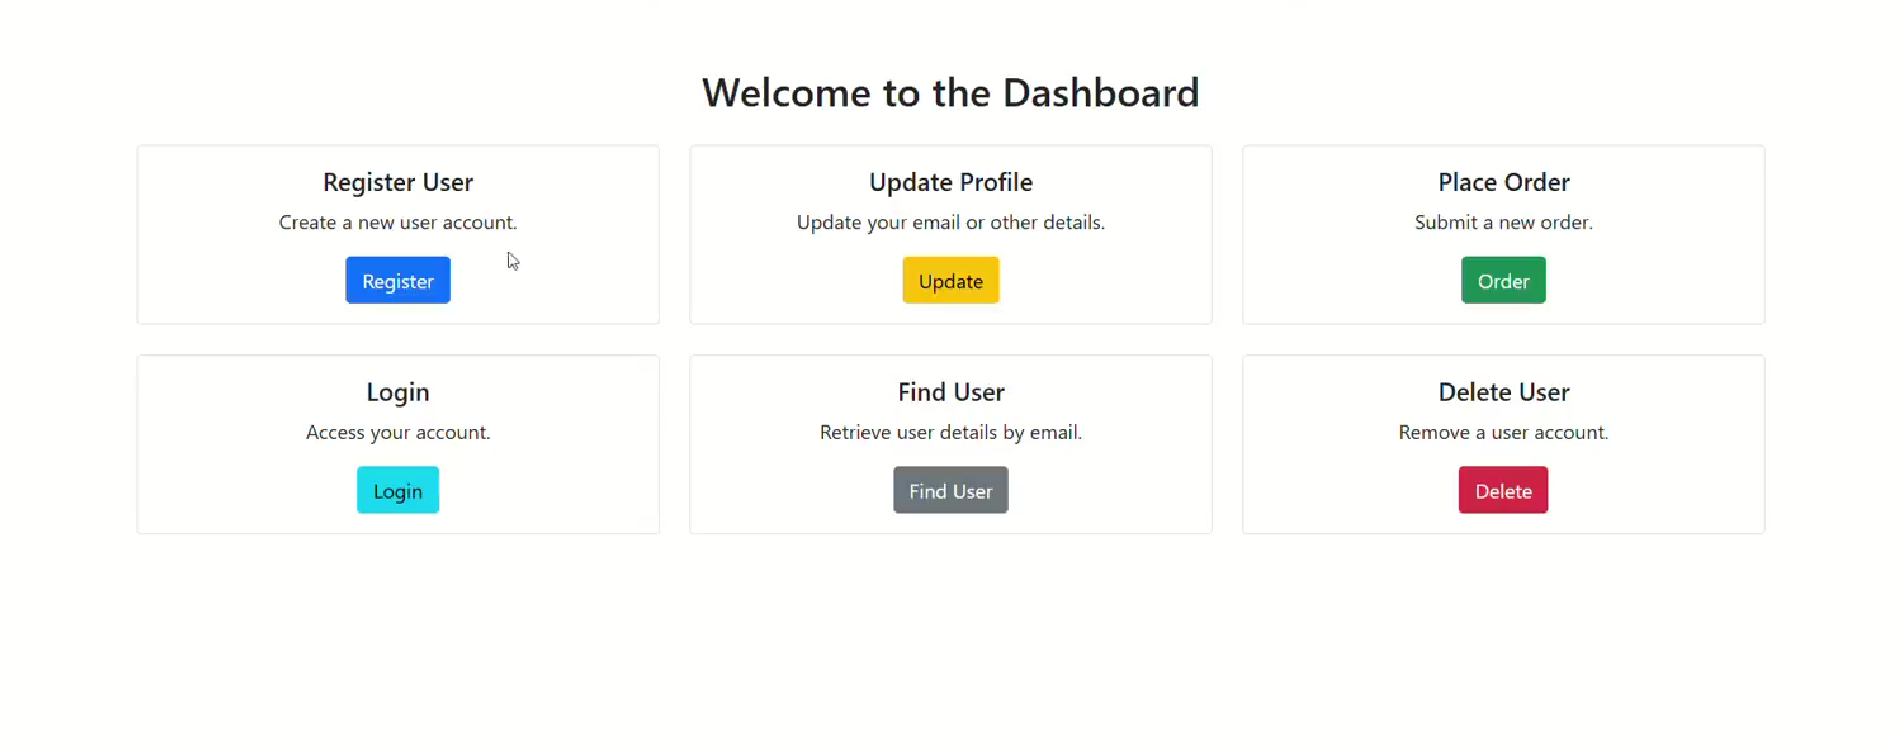 Welcome to the Dashboard
Register User
Create a new user account.
Register
Update Profile
Update your email or other details.
Update
Place Order
Submit a new order.
Order
Login
Access your account.
Login
Find User
Retrieve user details by email.
Find User
Delete User
Remove a user account.
Delete